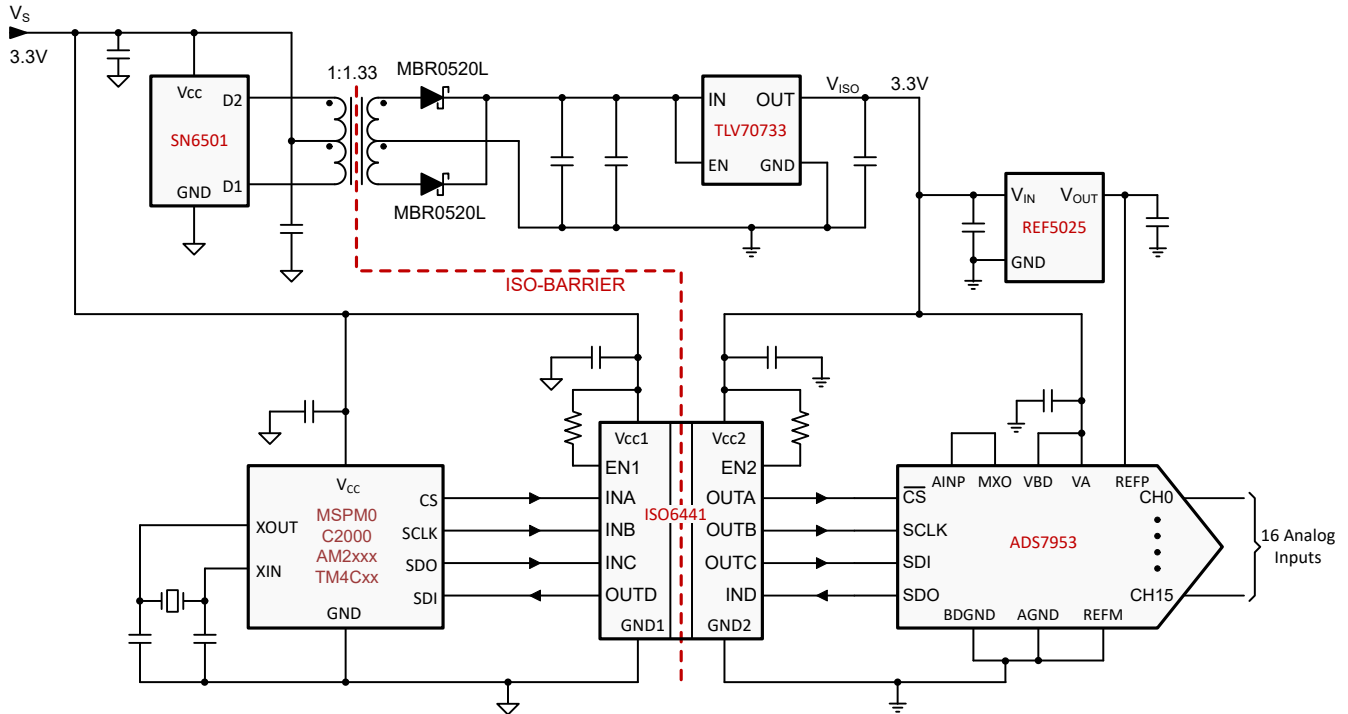 VS
3.3V
1:1.33
MBR0520L
Vcc
D2
SN6501
GND
D1
MBR0520L
IN
OUT
TLV70733
EN
GND
VISO
3.3V
VIN
VOUT
REF5025
GND
ISO-BARRIER
VCC
CS
MSPM0
C2000
AM2xxx
TM4Cxx
XOUT
XIN
SCLK
SDO
SDI
GND
Vcc1
EN1
INA
INB
INC
OUTD
GND1
ISO6441
Vcc2
EN2
OUTA
OUTB
OUTC
IND
GND2
AINP
MXO
VBD
VA
REFP
CS
SCLK
SDI
SDO
ADS7953
CH0
CH15
BDGND
AGND
REFM
16 Analog
Inputs